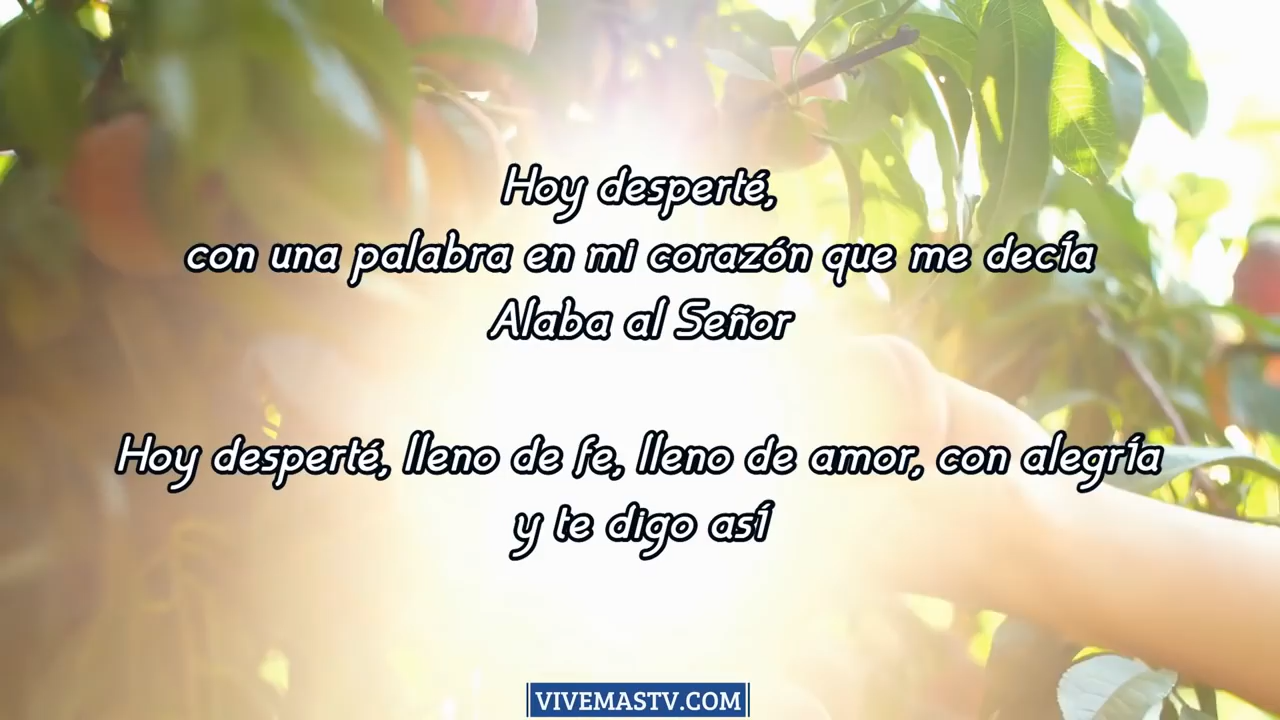 Hoy desperté,
con una palabra en mi corazón que me decía
Alaba al Señor
Hoy desperté, lleno de fe, lleno de amor, con alegría
y te digo así
VIVEMASTV.COM